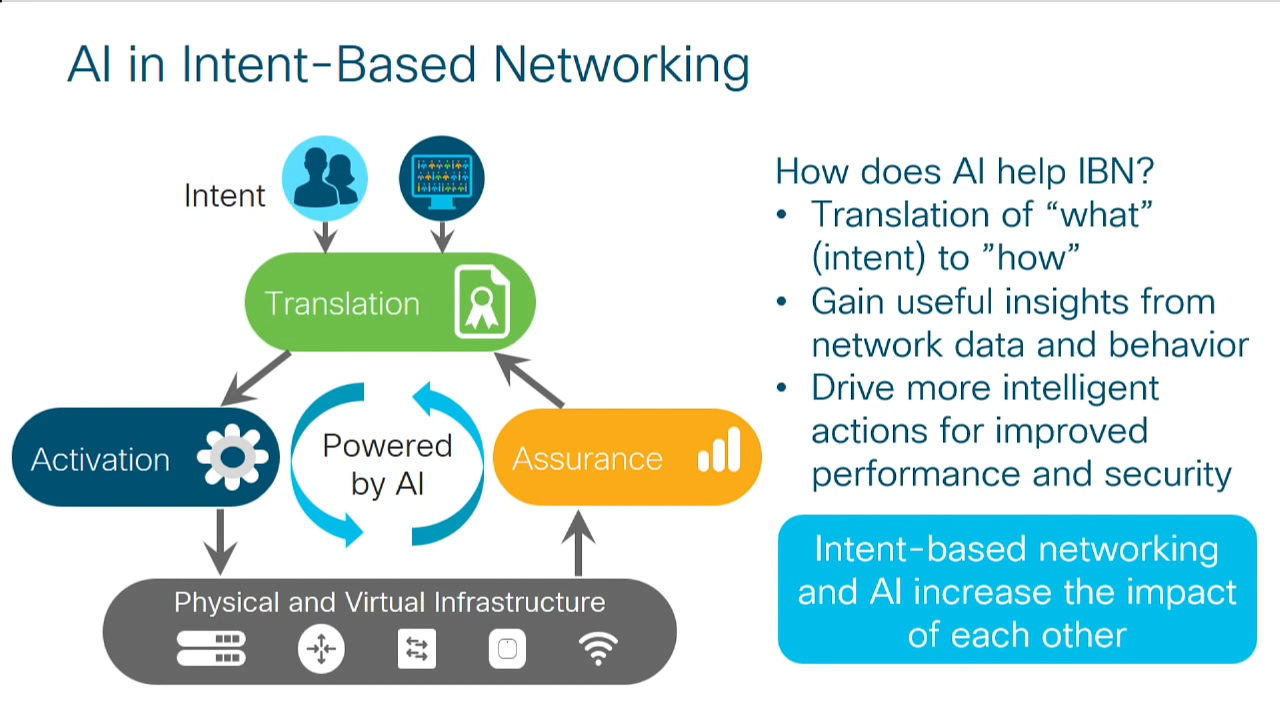 AI in Intent-Based Networking
Intent
Translation
Activation
Powered
by AI
Assurance
Physical and Virtual Infrastructure
How does AI help IBN?
• Translation of “what”
(intent) to ”how”
• Gain useful insights from
network data and behavior
• Drive more intelligent
actions for improved
performance and security
Intent-based networking
and AI increase the impact
of each other